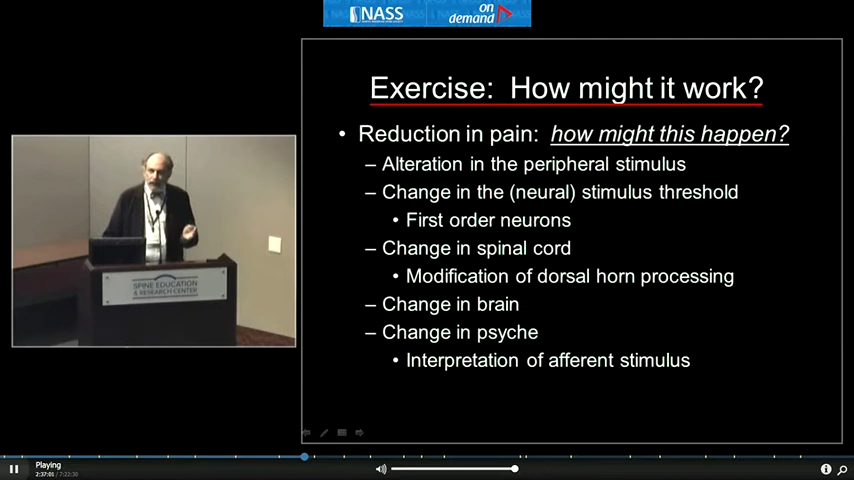 NASS
on
demand
Exercise: How might it work?
• Reduction in pain: how might this happen?
– Alteration in the peripheral stimulus
– Change in the (neural) stimulus threshold
• First order neurons
– Change in spinal cord
• Modification of dorsal horn processing
– Change in brain
– Change in psyche
• Interpretation of afferent stimulus
SPINE EDUCATION
& RESEARCH CENTER
Playing
2:37:01 / 7:22:30